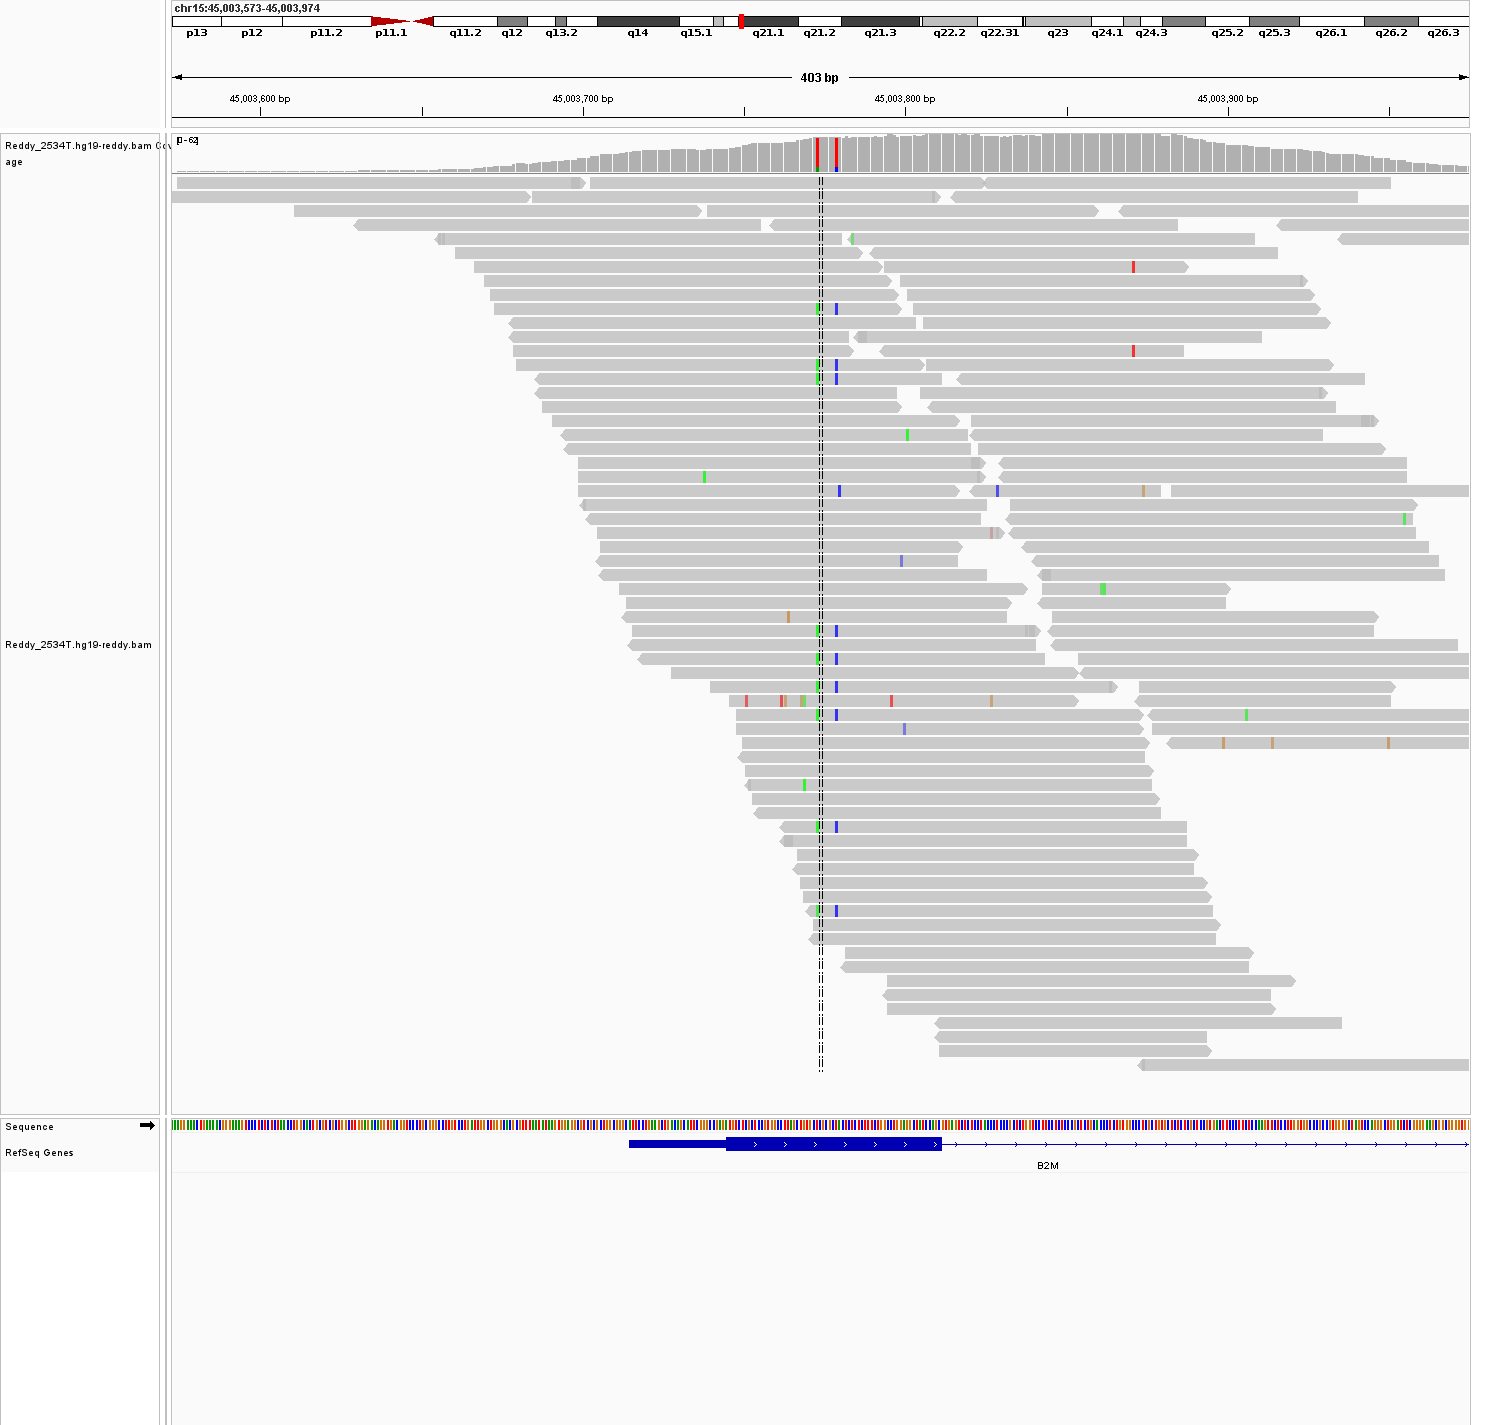 chr15:45,003,573-45,003,974
p13 p12 p11.2 p11.1 q11.2 q12 q13.2 q14 q15.1 q21.1 q21.2 q21.3 q22.2 q22.31 q23 q24.1 q24.3 q25.2 q25.3 q26.1 q26.2 q26.3
403 bp
45,003,600 bp 45,003,700 bp 45,003,800 bp 45,003,900 bp
[0-62]
Reddy_2534T.hg19-reddy.bam Cov
age
Reddy_2534T.hg19-reddy.bam
Sequence
RefSeq Genes
B2M